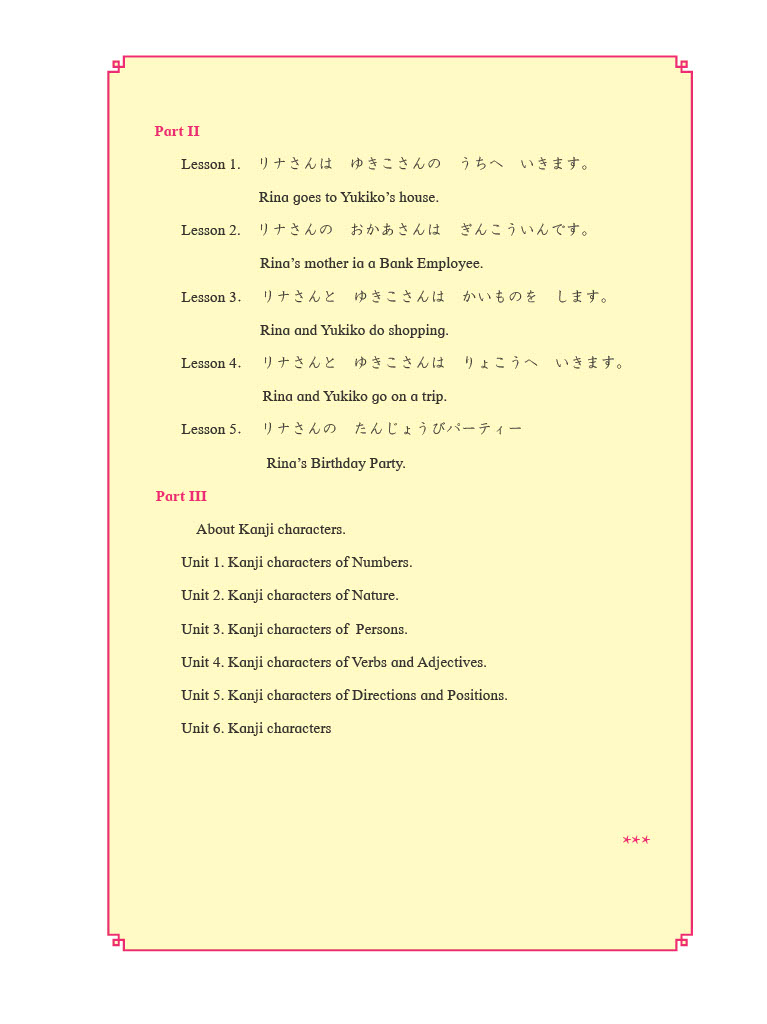 Part II
Lesson 1. リナさんは ゆきこさんの うちへ いきます。
Rina goes to Yukiko’s house.
Lesson 2. リナさんの おかあさんは ぎんこういんです。
Rina’s mother ia a Bank Employee.
Lesson 3. リナさんと ゆきこさんは かいものを します。
Rina and Yukiko do shopping.
Lesson 4. リナさんと ゆきこさんは りょこうへ いきます。
Rina and Yukiko go on a trip.
Lesson 5. リナさんの たんじょうびパーティー
Rina’s Birthday Party.
Part III
About Kanji characters.
Unit 1. Kanji characters of Numbers.
Unit 2. Kanji characters of Nature.
Unit 3. Kanji characters of Persons.
Unit 4. Kanji characters of Verbs and Adjectives.
Unit 5. Kanji characters of Directions and Positions.
Unit 6. Kanji characters
***